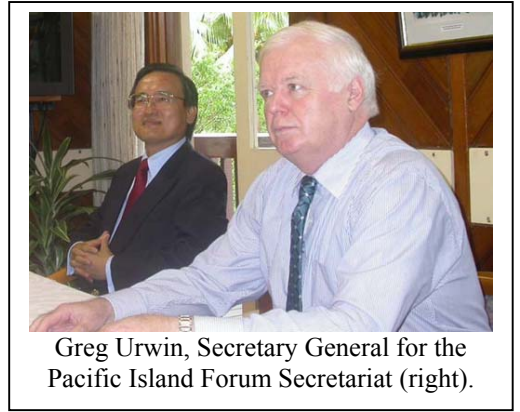 Greg Urwin, Secretary General for the
Pacific Island Forum Secretariat (right).